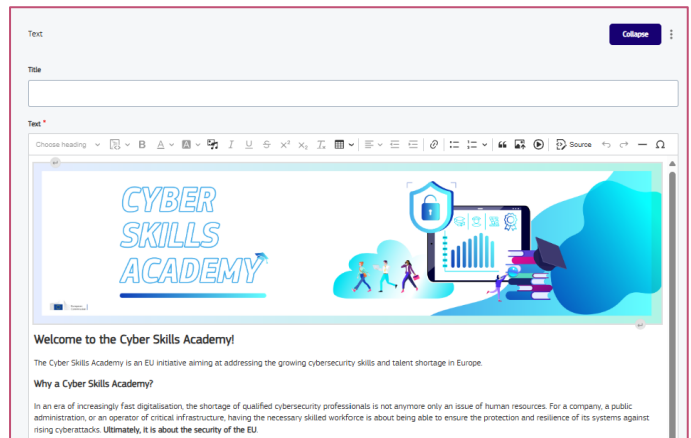 Text
Collapse
Title
Text *
Choose heading
B A A I U S x² x₂ Tx Source Ω
CYBER
SKILLS
ACADEMY
Welcome to the Cyber Skills Academy!
The Cyber Skills Academy is an EU initiative aiming at addressing the growing cybersecurity skills and talent shortage in Europe.
Why a Cyber Skills Academy?
In an era of increasingly fast digitalisation, the shortage of qualified cybersecurity professionals is not anymore only an issue of human resources. For a company, a public
administration, or an operator of critical infrastructure, having the necessary skilled workforce is about being able to ensure the protection and resilience of its systems against
rising cyberattacks. Ultimately, it is about the security of the EU.